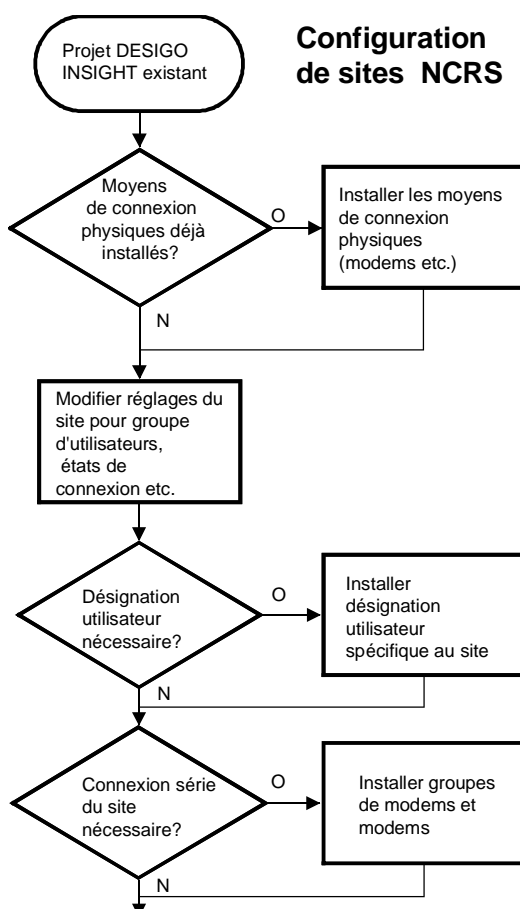 Configuration
de sites NCRS
Projet DESIGO
INSIGHT existant
Moyens
de connexion
physiques déjà
installés?
O
Installer les moyens
de connexion
physiques
(modems etc.)
N
Modifier réglages du
site pour groupe
d'utilisateurs,
états de
connexion etc.
Désignation
utilisateur
nécessaire?
O
Installer
désignation
utilisateur
spécifique au site
N
Connexion série
du site
nécessaire?
O
Installer groupes
de modems et
modems
N